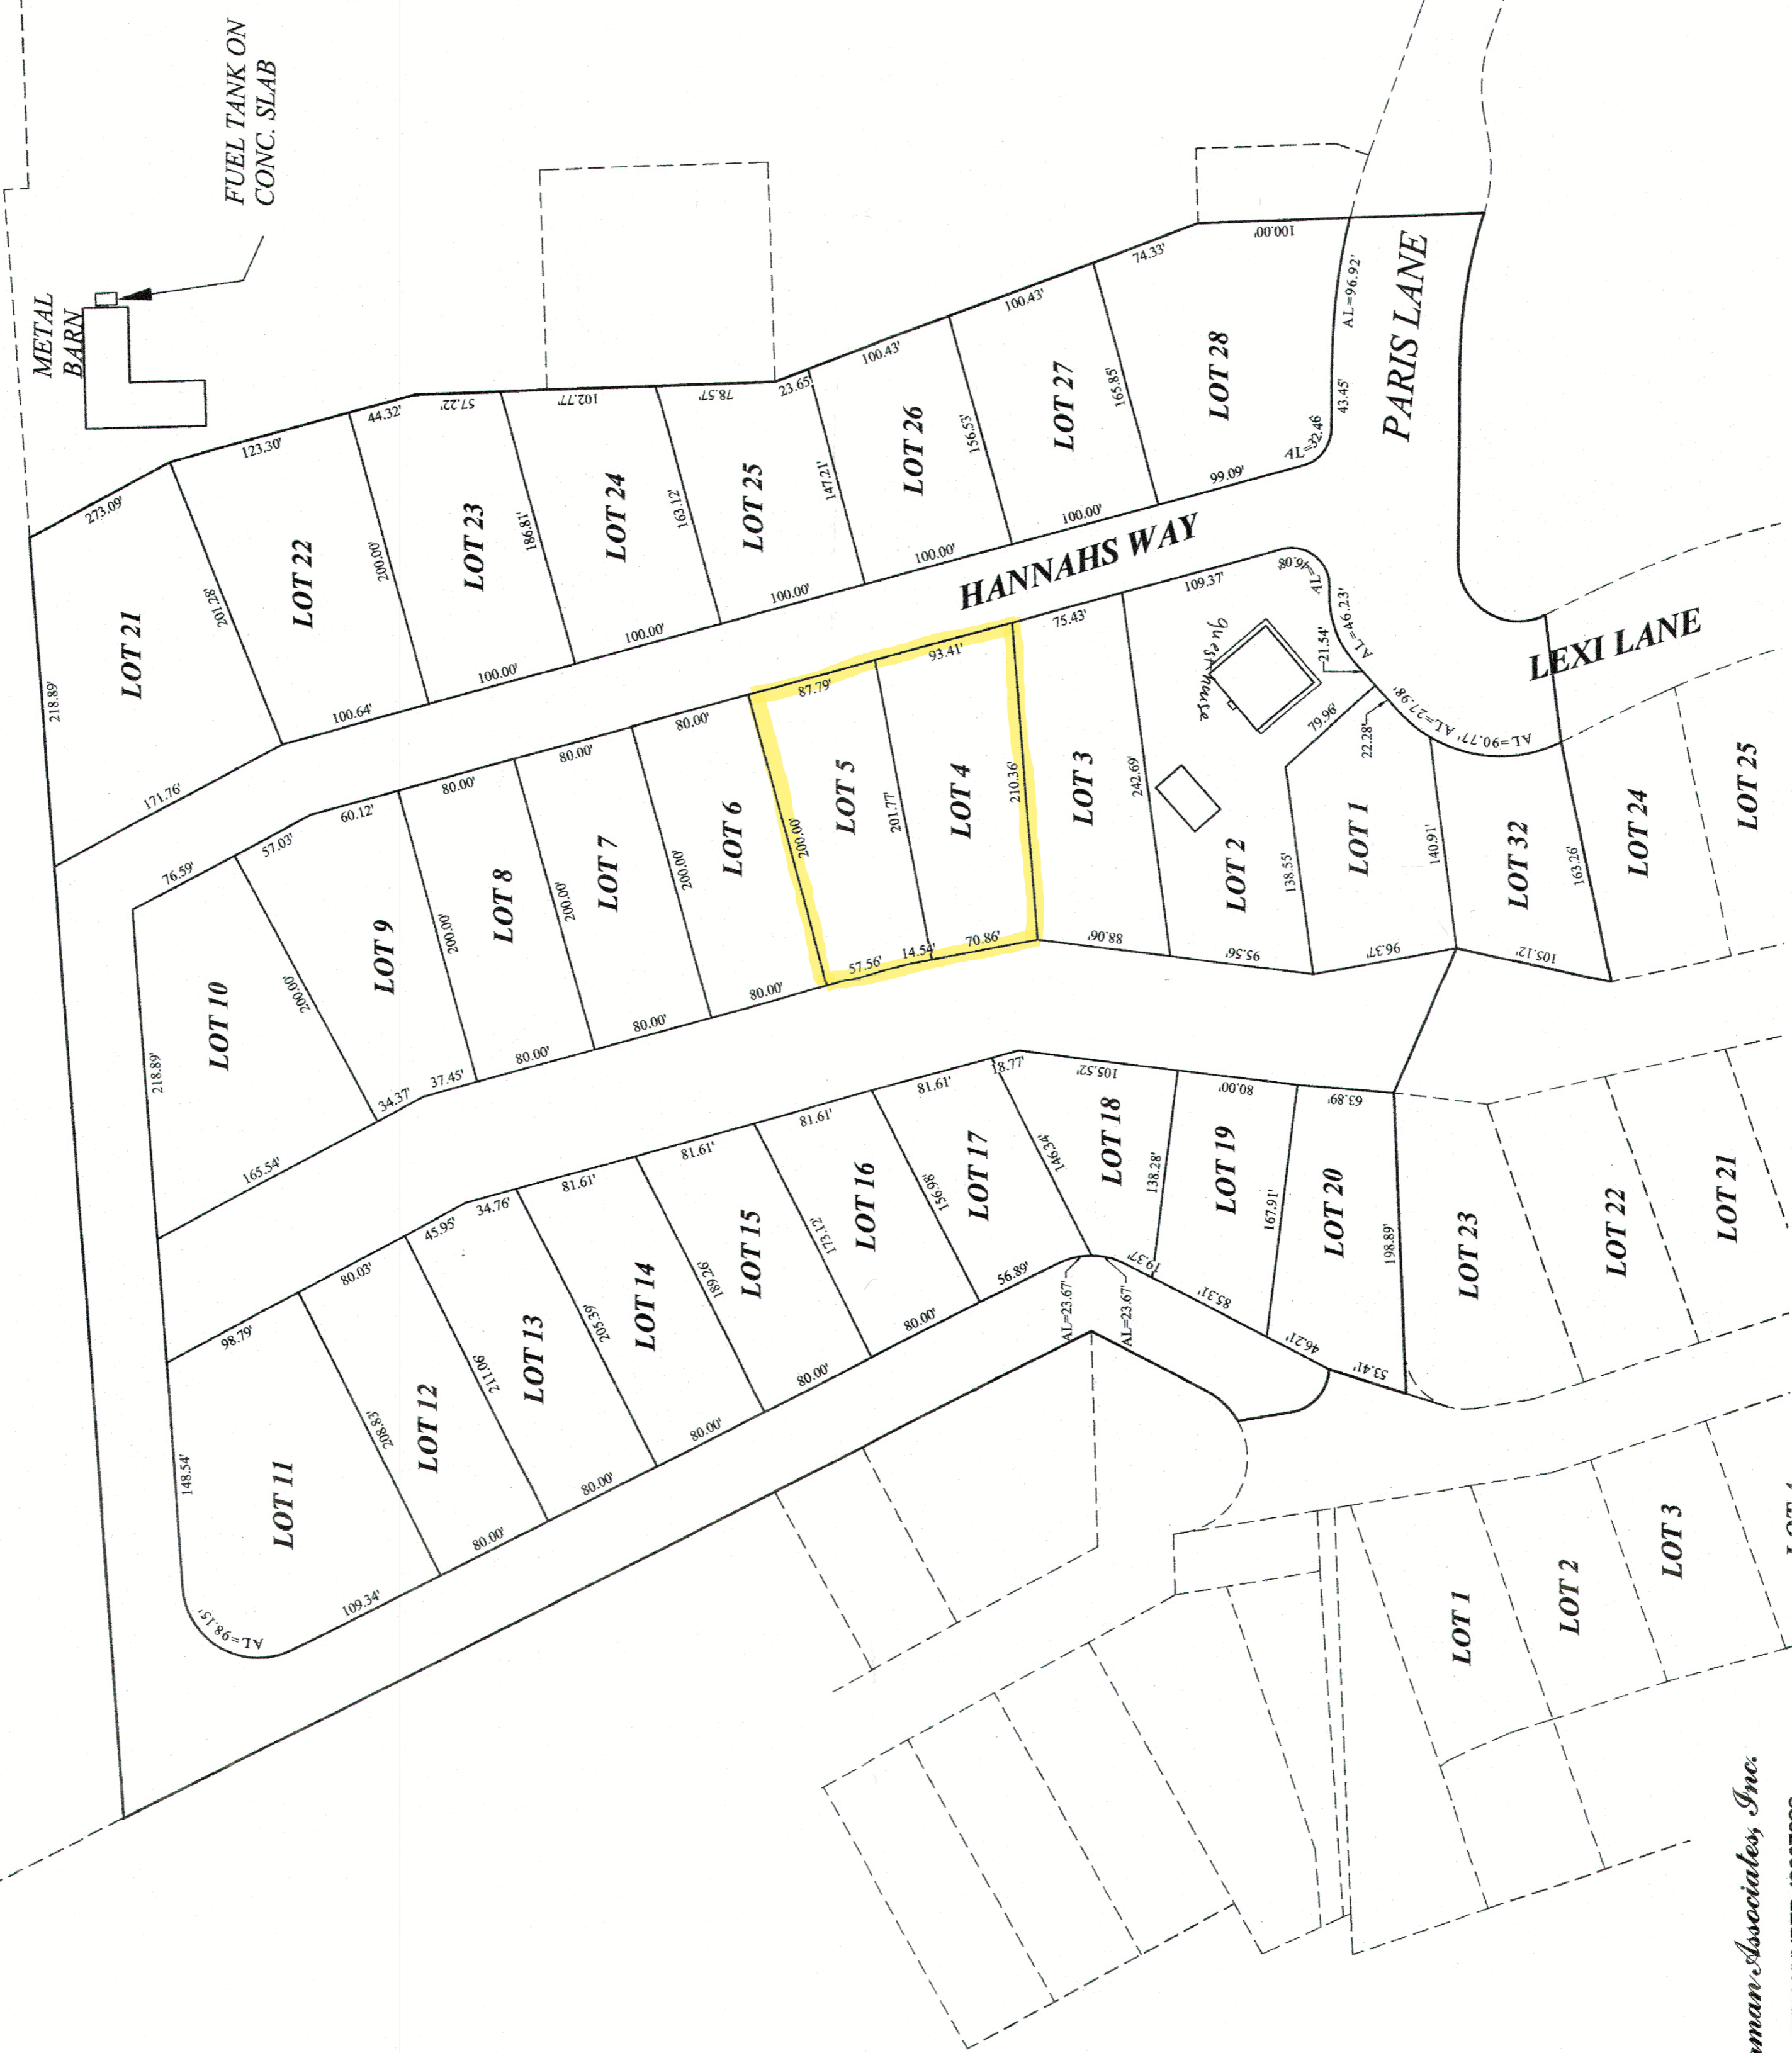 FUEL TANK ON
CONC. SLAB
METAL
BARN
273.09'
123.30'
44.32'
57.22'
102.77'
78.57'
23.65'
100.43'
100.43'
74.33'
100.00'
AL=96.92'
43.45'
AL=32.46
PARIS LANE
218.89'
LOT 21
201.28'
LOT 22
200.00'
LOT 23
186.81'
LOT 24
163.12'
LOT 25
147.21'
LOT 26
156.53'
LOT 27
165.85'
LOT 28
171.76'
100.64'
100.00'
100.00'
100.00'
100.00'
100.00'
99.60'
HANNAHS WAY
76.59'
57.03'
60.12'
80.00'
80.00'
80.00'
87.79'
93.41'
75.43'
109.37'
AL=46.08'
AL=46.23'
21.54'
guest house
79.96'
22.28'
AL=27.98'
AL=90.77'
LEXI LANE
218.89'
LOT 10
200.00'
LOT 9
200.00'
LOT 8
200.00'
LOT 7
200.00'
LOT 6
200.00'
LOT 5
201.77'
LOT 4
210.36'
LOT 3
242.69'
LOT 2
138.55'
LOT 1
140.91'
LOT 32
163.26'
LOT 24
LOT 25
165.54'
34.37'
37.45'
80.00'
80.00'
80.00'
57.56'
14.54'
70.86'
88.06'
95.56'
96.37'
105.12'
98.79'
80.03'
45.95'
34.76'
81.61'
81.61'
81.61'
81.61'
18.77'
105.52'
80.00'
63.89'
148.54'
LOT 11
208.83'
LOT 12
211.06'
LOT 13
205.39'
LOT 14
189.26'
LOT 15
173.12'
LOT 16
156.98'
LOT 17
146.34'
LOT 18
138.28'
LOT 19
167.91'
LOT 20
198.89'
LOT 23
LOT 22
LOT 21
AL=98.15'
109.34'
80.00'
80.00'
80.00'
80.00'
80.00'
80.00'
56.89'
AL=23.67'
AL=23.67'
19.37'
85.31'
46.21'
53.41'
LOT 1
LOT 2
LOT 3
man Associates, Inc.